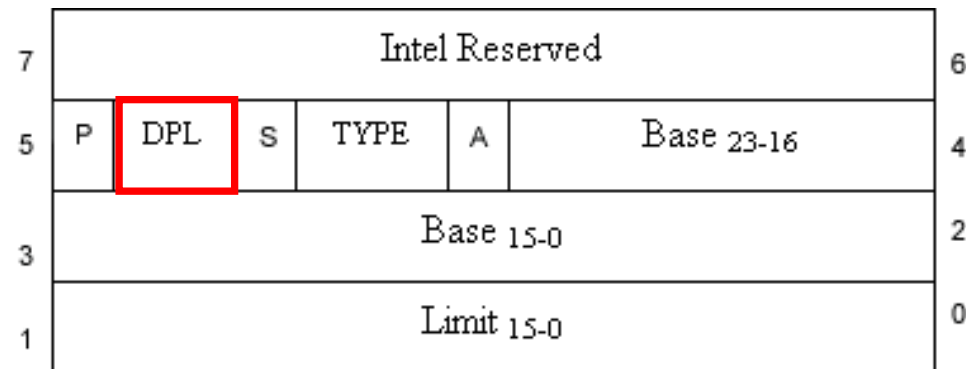 7 Intel Reserved 6
5 P DPL S TYPE A Base 23-16 4
3 Base 15-0 2
1 Limit 15-0 0